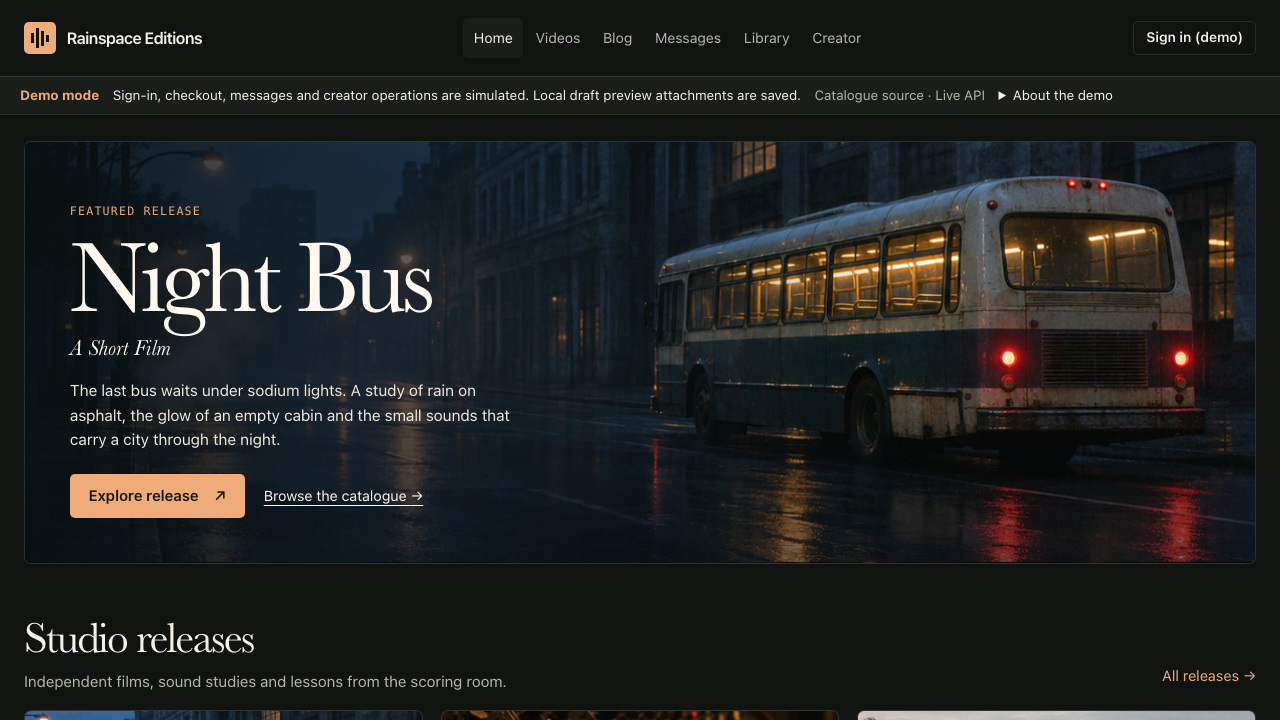 Rainspace Editions
Home Videos Blog Messages Library Creator
Sign in (demo)
Demo mode Sign-in, checkout, messages and creator operations are simulated. Local draft preview attachments are saved. Catalogue source · Live API ▶ About the demo
FEATURED RELEASE
Night Bus
A Short Film
The last bus waits under sodium lights. A study of rain on
asphalt, the glow of an empty cabin and the small sounds that
carry a city through the night.
Explore release ↗
Browse the catalogue →
Studio releases
Independent films, sound studies and lessons from the scoring room.
All releases →